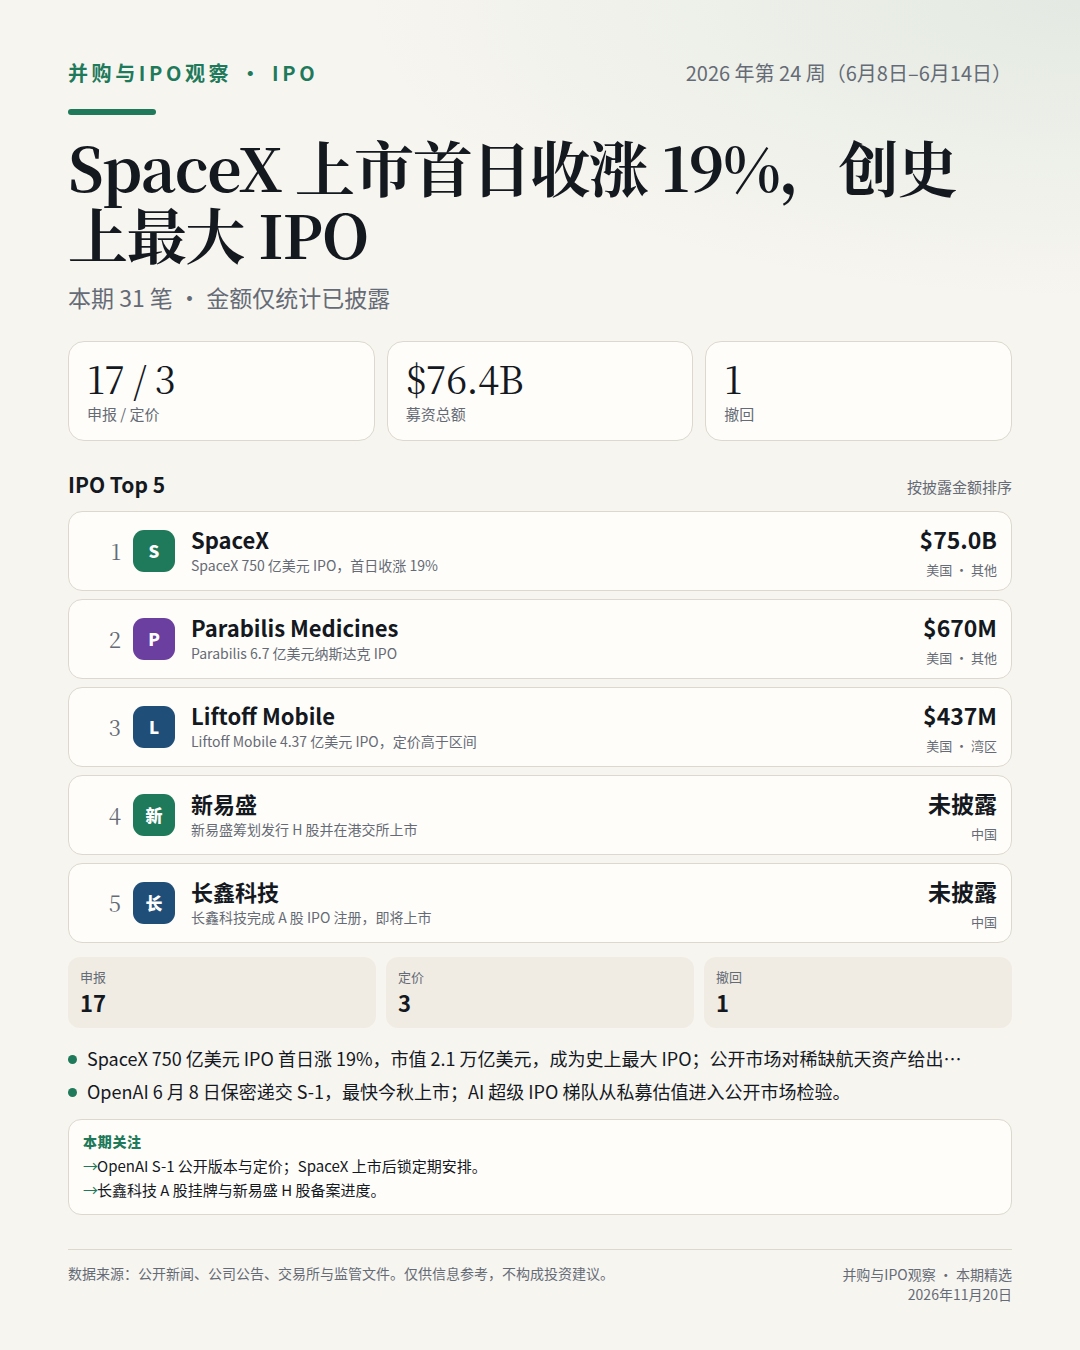 并购与IPO观察 · IPO
2026 年第 24 周（6月8日–6月14日）
SpaceX 上市首日收涨 19%，创史
上最大 IPO
本期 31 笔 · 金额仅统计已披露
17 / 3
申报 / 定价
$76.4B
募资总额
1
撤回
IPO Top 5
按披露金额排序
1
S
SpaceX
SpaceX 750 亿美元 IPO，首日收涨 19%
$75.0B
美国 · 其他
2
P
Parabilis Medicines
Parabilis 6.7 亿美元纳斯达克 IPO
$670M
美国 · 其他
3
L
Liftoff Mobile
Liftoff Mobile 4.37 亿美元 IPO，定价高于区间
$437M
美国 · 湾区
4
新
新易盛
新易盛筹划发行 H 股并在港交所上市
未披露
中国
5
长
长鑫科技
长鑫科技完成 A 股 IPO 注册，即将上市
未披露
中国
申报
17
定价
3
撤回
1
SpaceX 750 亿美元 IPO 首日涨 19%，市值 2.1 万亿美元，成为史上最大 IPO；公开市场对稀缺航天资产给出…
OpenAI 6 月 8 日保密递交 S-1，最快今秋上市；AI 超级 IPO 梯队从私募估值进入公开市场检验。
本期关注
→OpenAI S-1 公开版本与定价；SpaceX 上市后锁定期安排。
→长鑫科技 A 股挂牌与新易盛 H 股备案进度。
数据来源：公开新闻、公司公告、交易所与监管文件。仅供信息参考，不构成投资建议。
并购与IPO观察 · 本期精选
2026年11月20日